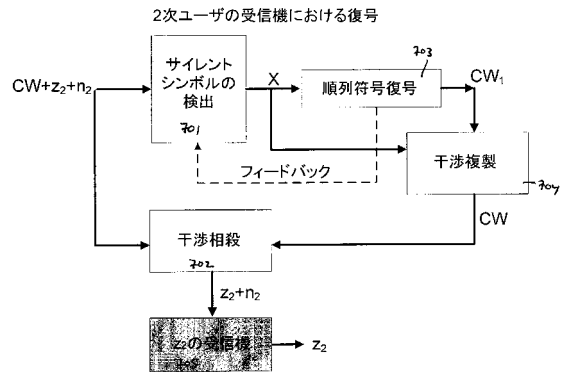 2次ユーザの受信機における復号
CW+z₂+n₂
サイレント
シンボルの
検出
701
X
順列符号復号
703
CW₁
フィードバック
干渉複製
704
CW
干渉相殺
702
z₂+n₂
z₂の受信機
705
z₂